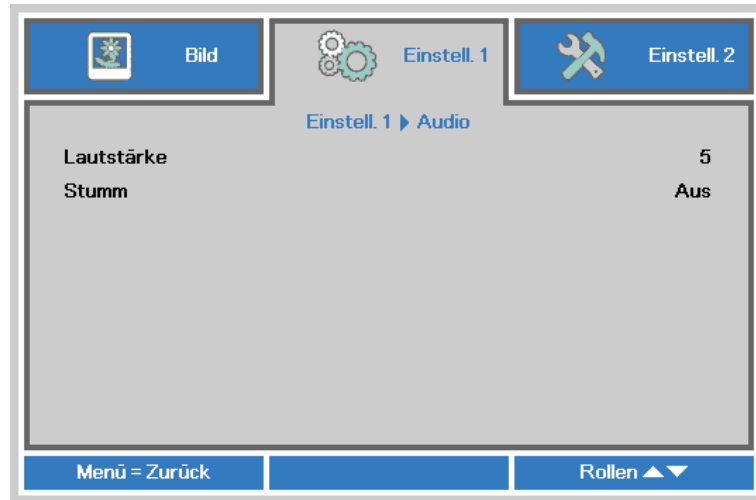 Bild
Einstell. 1
Einstell. 2
Einstell. 1 ▶ Audio
Lautstärke 5
Stumm Aus
Menü = Zurück
Rollen ▲▼